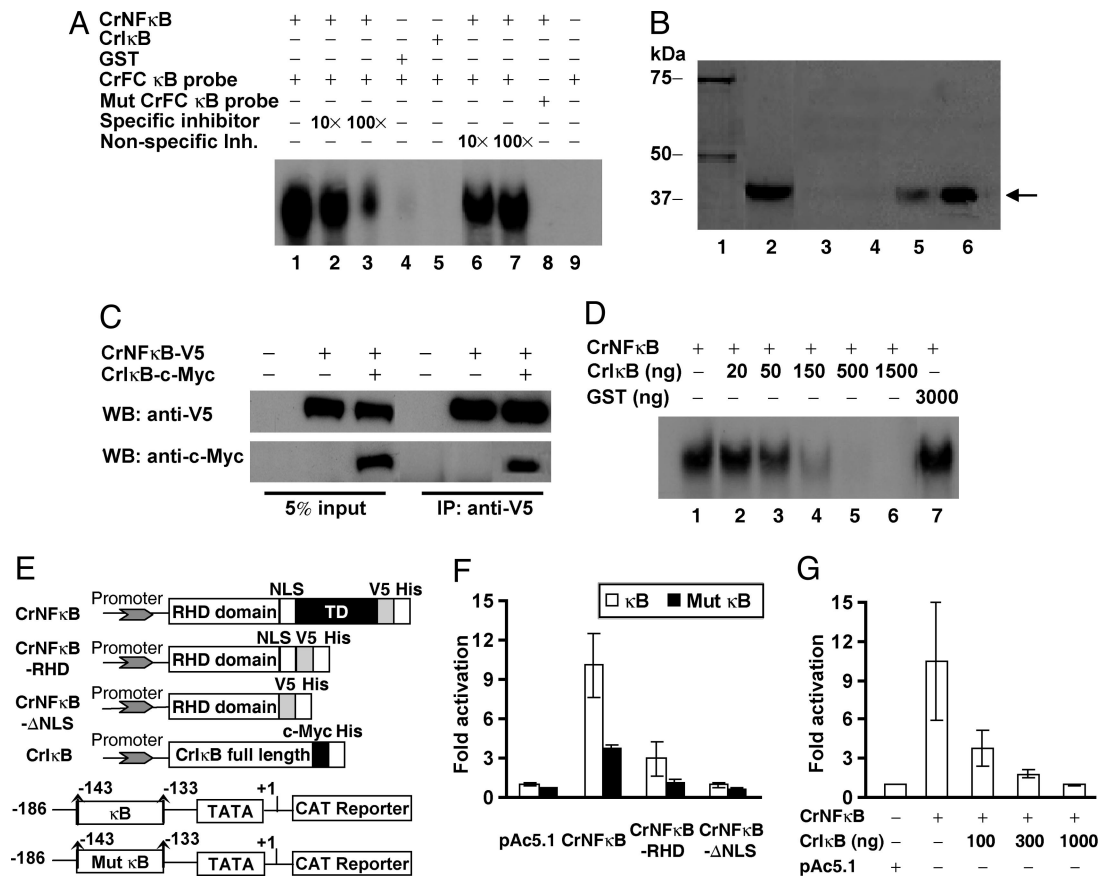 A
CrNFκB + + + – – + + + –
CrIκB – – – – + – – – –
GST – – – + – – – – –
CrFC κB probe + + + + + + + – +
Mut CrFC κB probe – – – – – – – + –
Specific inhibitor – 10× 100× – – – – – –
Non-specific Inh. – – – – – 10× 100× – –
1 2 3 4 5 6 7 8 9
B
kDa
75–
50–
37–
1 2 3 4 5 6
C
CrNFκB-V5 – + + – + +
CrIκB-c-Myc – – + – – +
WB: anti-V5
WB: anti-c-Myc
5% input IP: anti-V5
D
CrNFκB + + + + + + +
CrIκB (ng) – 20 50 150 500 1500 –
GST (ng) – – – – – – 3000
1 2 3 4 5 6 7
E
Promoter NLS V5 His
CrNFκB RHD domain TD
Promoter NLS V5 His
CrNFκB
-RHD RHD domain
Promoter V5 His
CrNFκB
-ΔNLS RHD domain
Promoter c-Myc His
CrIκB CrIκB full length
-143 -133 +1
-186 κB TATA CAT Reporter
-143 -133 +1
-186 Mut κB TATA CAT Reporter
F
κB Mut κB
Fold activation
15
12
9
6
3
0
pAc5.1 CrNFκB CrNFκB
-RHD CrNFκB
-ΔNLS
G
Fold activation
15
12
9
6
3
0
CrNFκB – + + + +
CrIκB (ng) – – 100 300 1000
pAc5.1 + – – – –